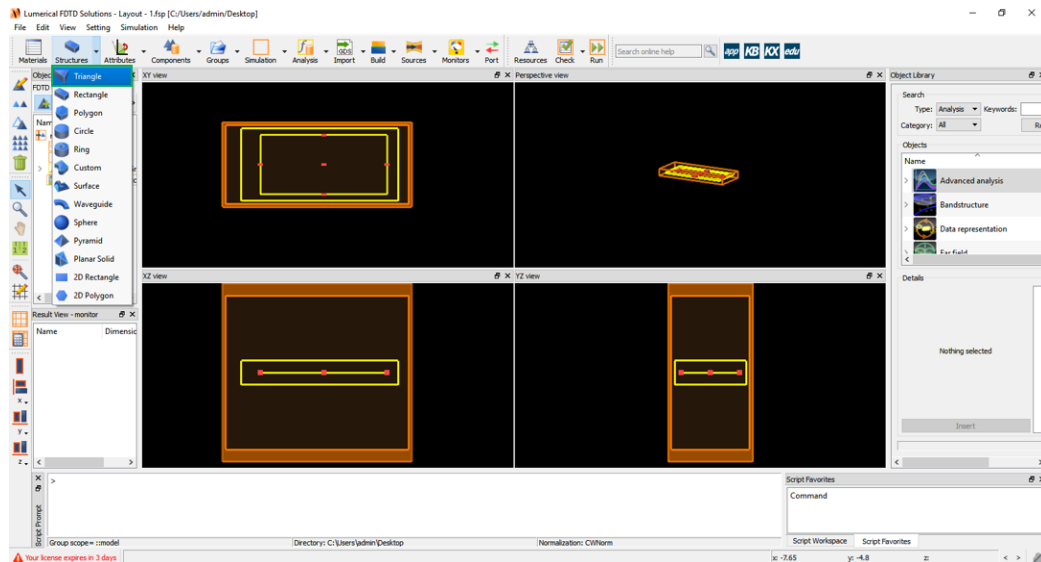 Lumerical FDTD Solutions - Layout - 1.fsp [C:/Users/admin/Desktop]
File Edit View Setting Simulation Help
Materials Structures Attributes Components Groups Simulation Analysis Import Build Sources Monitors Port Resources Check Run Search online help app KB KX edu
GDS
Objec
XY view
Perspective view
Object Library
FDTD
Nam
Triangle
Rectangle
Polygon
Circle
Ring
Custom
Surface
Waveguide
Sphere
Pyramid
Planar Solid
2D Rectangle
2D Polygon
XZ view
YZ view
Search
Type: Analysis Keywords:
Category: All Re
Objects
Name
Advanced analysis
Bandstructure
Data representation
Far field
Details
Nothing selected
Insert
Result View - monitor
Name Dimensic
x
Y
z
Script Prompt
>
Group scope= ::model Directory: C:\Users\admin\Desktop Normalization: CWNorm
Script Favorites
Command
Script Workspace Script Favorites
Your license expires in 3 days
x: -7.65 y: -4.8 z: